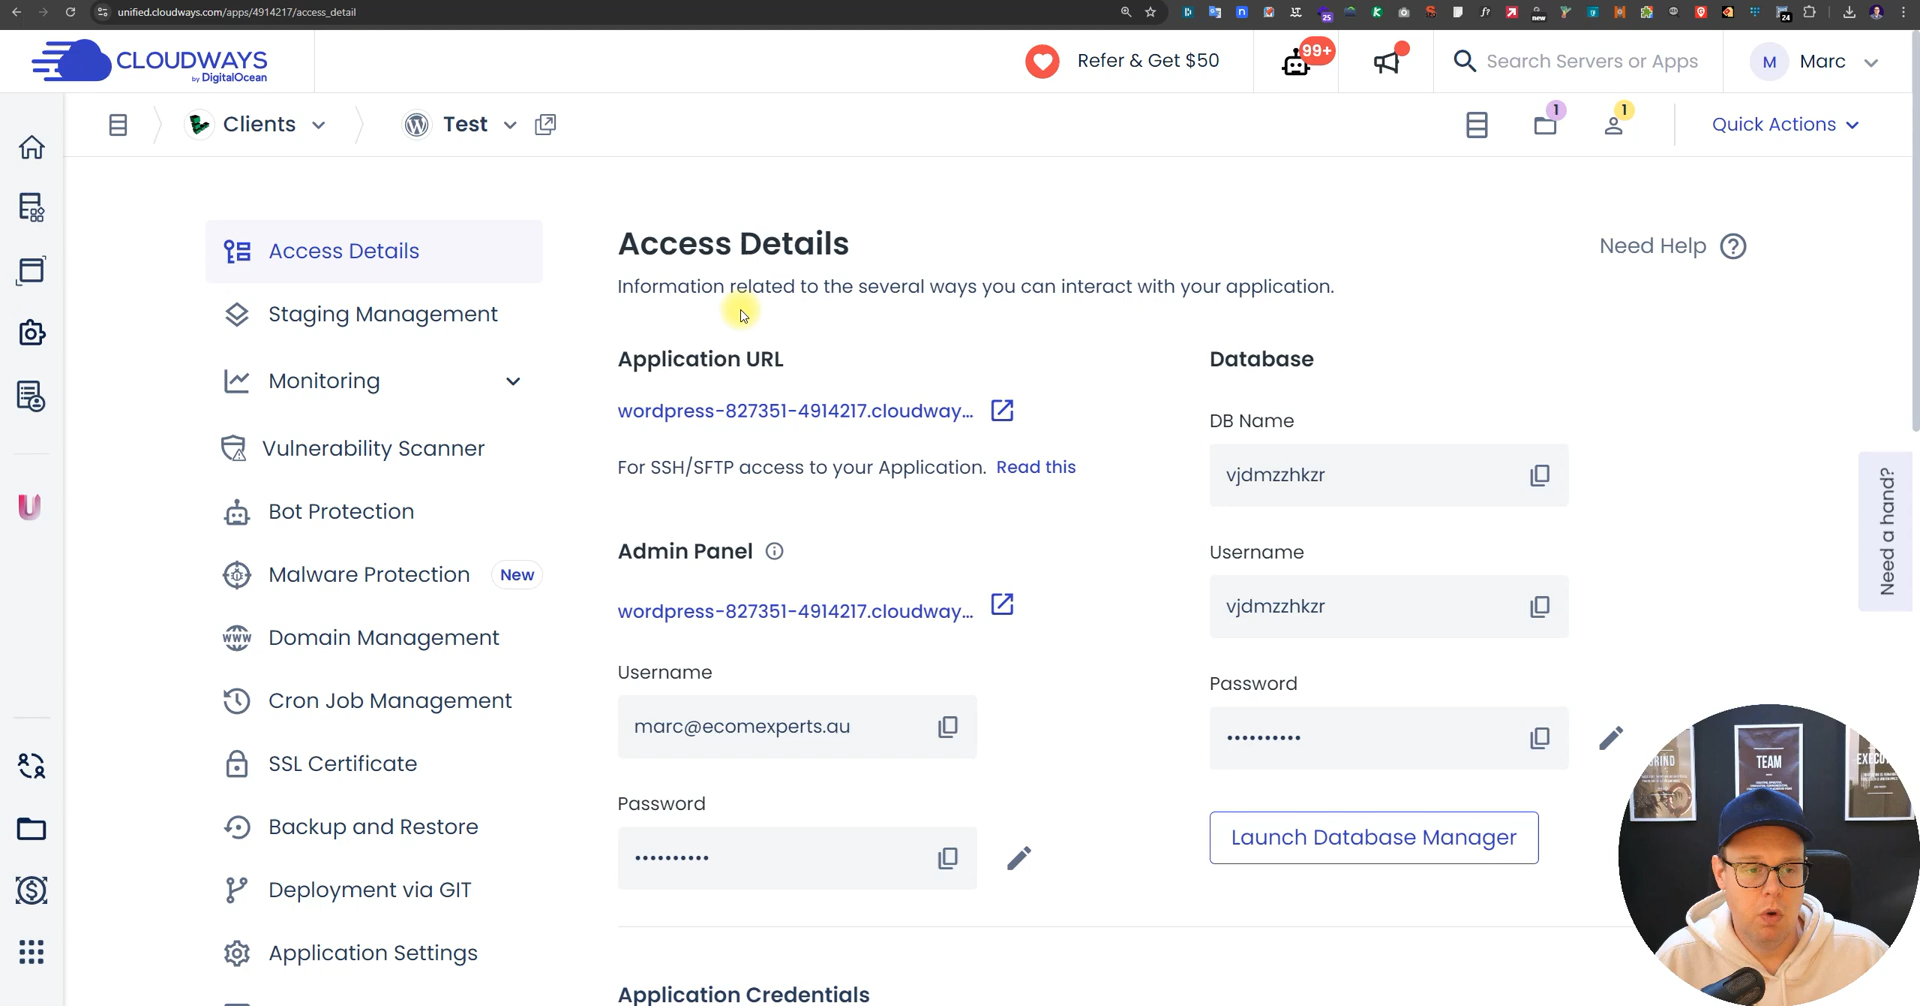 unified.cloudways.com/apps/4914217/access_detail
25
new
24
CLOUDWAYS
by DigitalOcean
Refer & Get $50
99+
Search Servers or Apps
M
Marc
Clients
Test
1
1
Quick Actions
Access Details
Staging Management
Monitoring
Vulnerability Scanner
Bot Protection
Malware Protection
New
Domain Management
Cron Job Management
SSL Certificate
Backup and Restore
Deployment via GIT
Application Settings
Access Details
Need Help
Information related to the several ways you can interact with your application.
Application URL
wordpress-827351-4914217.cloudway...
For SSH/SFTP access to your Application. Read this
Admin Panel
wordpress-827351-4914217.cloudway...
Username
marc@ecomexperts.au
Password
••••••••••
Database
DB Name
vjdmzzhkzr
Username
vjdmzzhkzr
Password
••••••••••
Launch Database Manager
Application Credentials
Need a hand?
TEAM